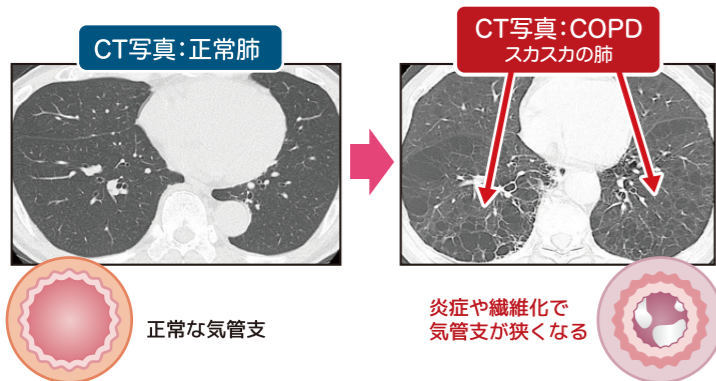 CT写真:正常肺
CT写真:COPD
スカスカの肺
正常な気管支
炎症や繊維化で
気管支が狭くなる